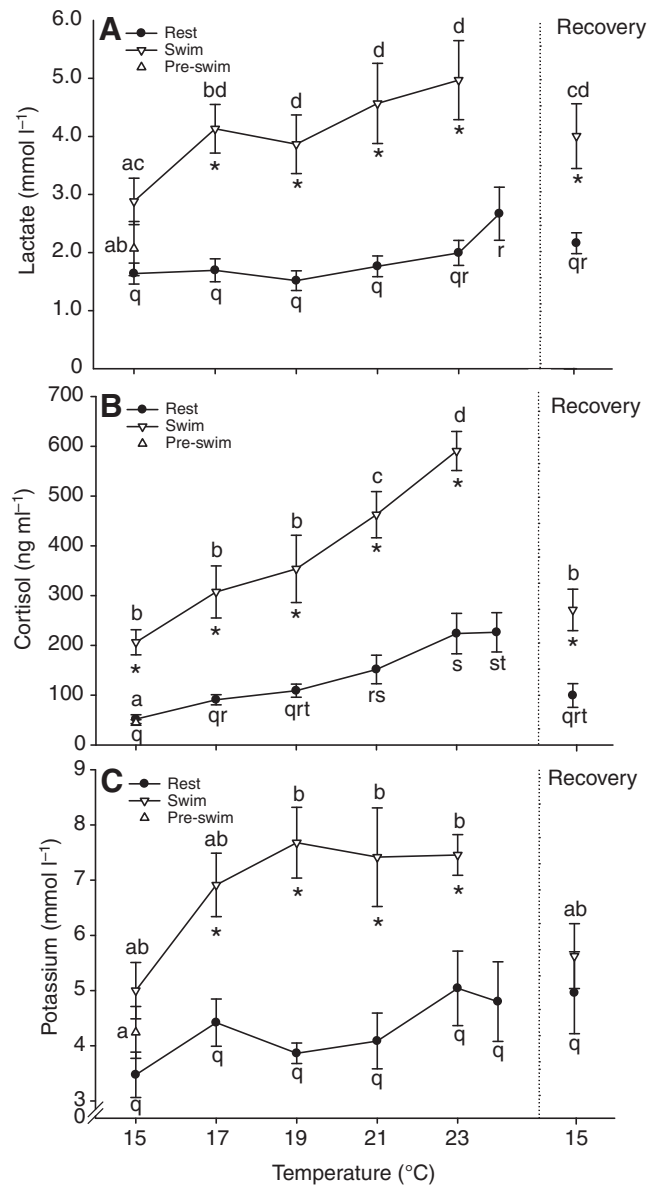 A
Rest
Swim
Pre-swim
Recovery
6.0
5.0
4.0
3.0
2.0
1.0
0
Lactate (mmol l–1)
ac
bd
d
d
d
cd
*
*
*
*
*
ab
q
q
q
q
qr
r
qr
B
Rest
Swim
Pre-swim
Recovery
700
600
500
400
300
200
100
0
Cortisol (ng ml–1)
b
b
b
c
d
b
*
*
*
*
*
*
a
q
qr
qrt
rs
s
st
qrt
C
Rest
Swim
Pre-swim
Recovery
9
8
7
6
5
4
3
0
Potassium (mmol l–1)
ab
ab
b
b
b
ab
*
*
*
*
a
q
q
q
q
q
q
q
15
17
19
21
23
15
Temperature (°C)